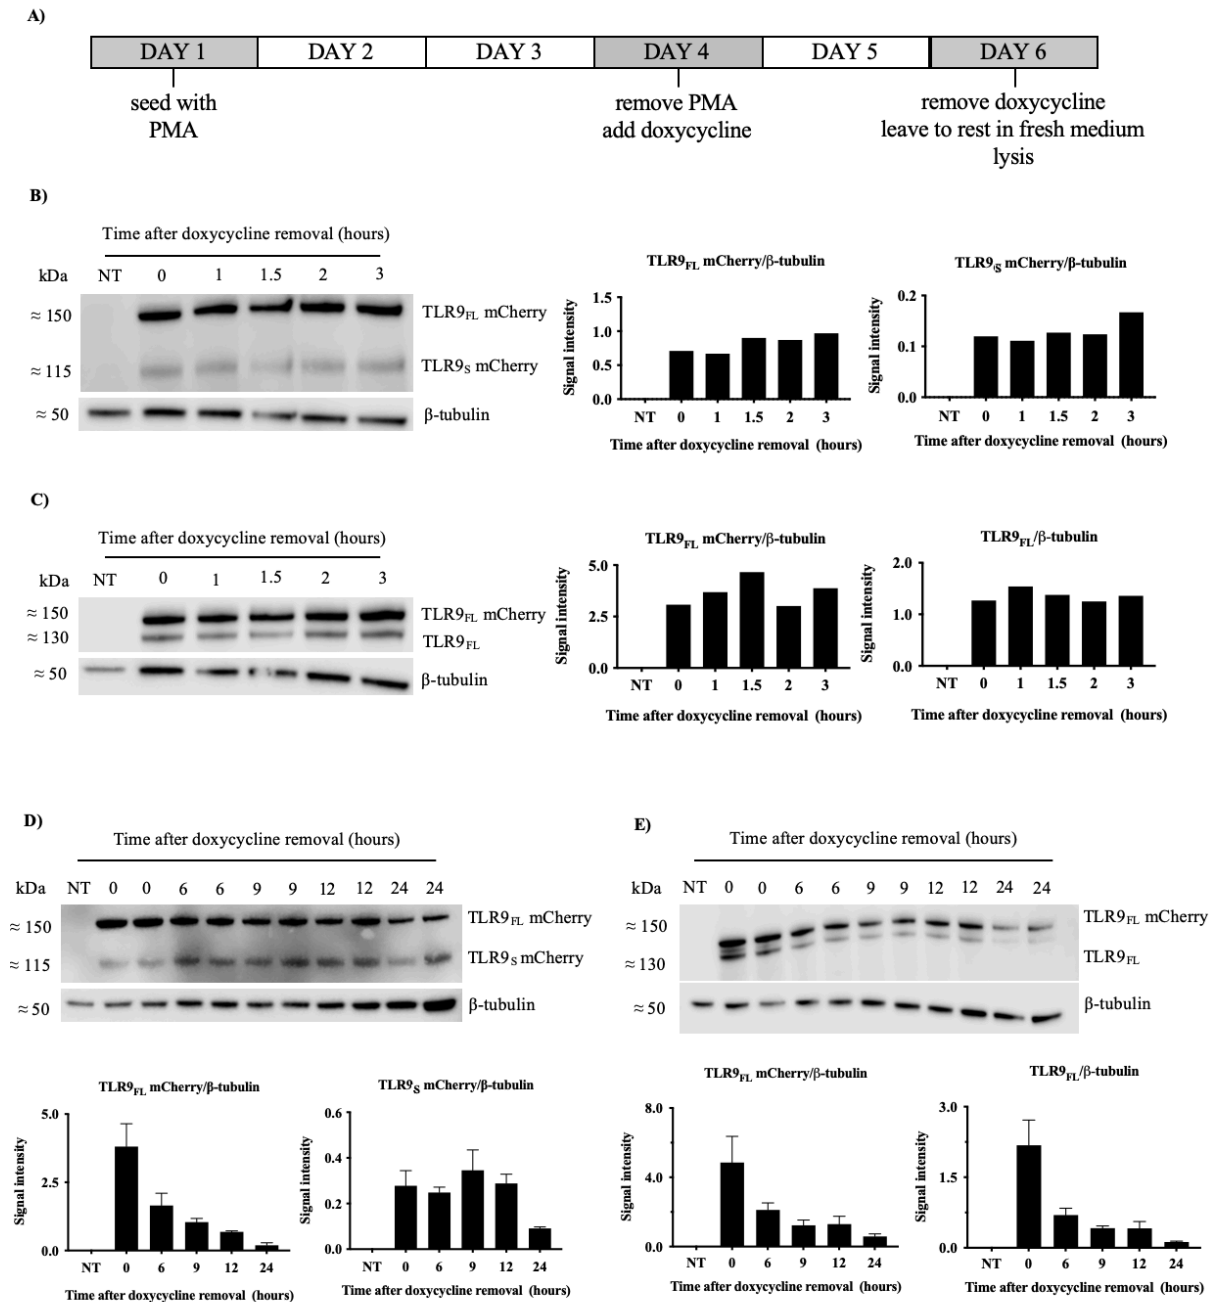 A)
DAY 1 DAY 2 DAY 3 DAY 4 DAY 5 DAY 6
seed with PMA
remove PMA
add doxycycline
remove doxycycline
leave to rest in fresh medium
lysis
B)
Time after doxycycline removal (hours)
kDa NT 0 1 1.5 2 3
≈ 150 TLR9FL mCherry
≈ 115 TLR9S mCherry
≈ 50 β-tubulin
TLR9FL mCherry/β-tubulin
Signal intensity
1.5
1.0
0.5
0.0
NT 0 1 1.5 2 3
Time after doxycycline removal (hours)
TLR9S mCherry/β-tubulin
Signal intensity
0.2
0.1
0.0
NT 0 1 1.5 2 3
Time after doxycycline removal (hours)
C)
Time after doxycycline removal (hours)
kDa NT 0 1 1.5 2 3
≈ 150 TLR9FL mCherry
≈ 130 TLR9FL
≈ 50 β-tubulin
TLR9FL mCherry/β-tubulin
Signal intensity
5.0
2.5
0.0
NT 0 1 1.5 2 3
Time after doxycycline removal (hours)
TLR9FL/β-tubulin
Signal intensity
2.0
1.0
0.0
NT 0 1 1.5 2 3
Time after doxycycline removal (hours)
D)
Time after doxycycline removal (hours)
kDa NT 0 0 6 6 9 9 12 12 24 24
≈ 150 TLR9FL mCherry
≈ 115 TLR9S mCherry
≈ 50 β-tubulin
TLR9FL mCherry/β-tubulin
Signal intensity
5.0
2.5
0.0
NT 0 6 9 12 24
Time after doxycycline removal (hours)
TLR9S mCherry/β-tubulin
Signal intensity
0.6
0.4
0.2
0.0
NT 0 6 9 12 24
Time after doxycycline removal (hours)
E)
Time after doxycycline removal (hours)
kDa NT 0 0 6 6 9 9 12 12 24 24
≈ 150 TLR9FL mCherry
≈ 130 TLR9FL
≈ 50 β-tubulin
TLR9FL mCherry/β-tubulin
Signal intensity
8.0
4.0
0.0
NT 0 6 9 12 24
Time after doxycycline removal (hours)
TLR9FL/β-tubulin
Signal intensity
3.0
1.5
0.0
NT 0 6 9 12 24
Time after doxycycline removal (hours)